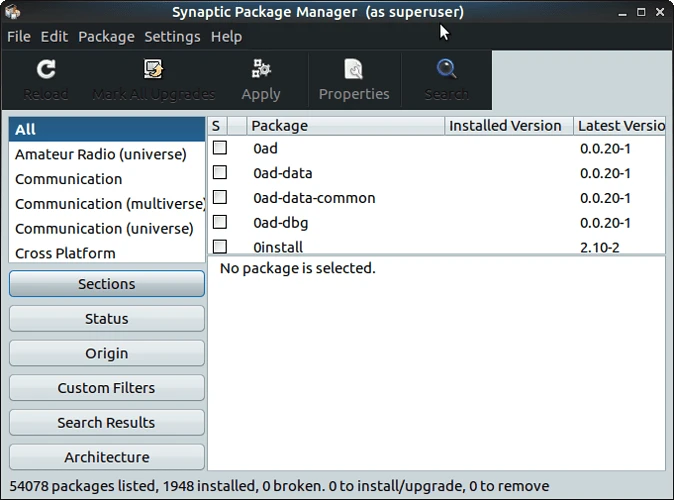 Synaptic Package Manager (as superuser)
File Edit Package Settings Help
Reload Mark All Upgrades Apply Properties Search
All
Amateur Radio (universe)
Communication
Communication (multiverse)
Communication (universe)
Cross Platform
S Package Installed Version Latest Versio
0ad 0.0.20-1
0ad-data 0.0.20-1
0ad-data-common 0.0.20-1
0ad-dbg 0.0.20-1
0install 2.10-2
No package is selected.
Sections
Status
Origin
Custom Filters
Search Results
Architecture
54078 packages listed, 1948 installed, 0 broken. 0 to install/upgrade, 0 to remove